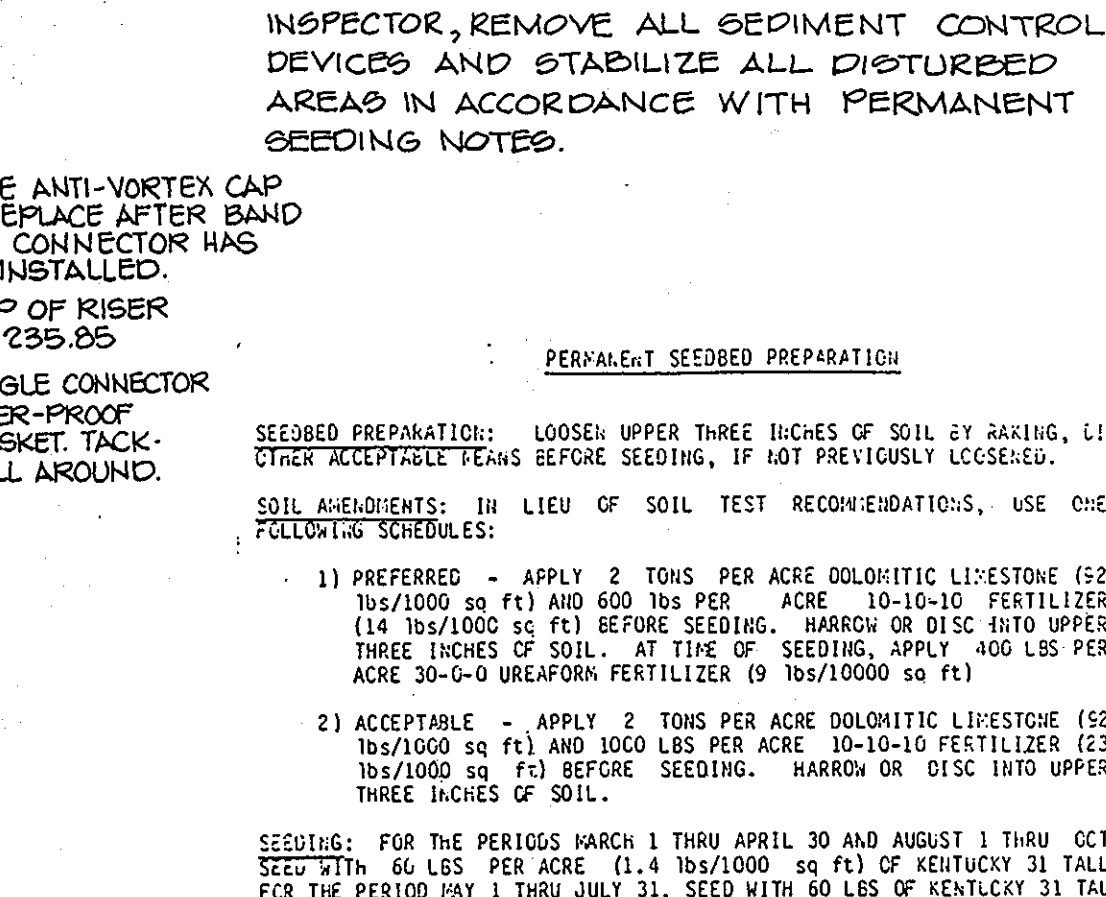 INSPECTOR, REMOVE ALL SEDIMENT CONTROL
DEVICES AND STABILIZE ALL DISTURBED
AREAS IN ACCORDANCE WITH PERMANENT
SEEDING NOTES.
E ANTI-VORTEX CAP
EPLACE AFTER BAND
CONNECTOR HAS
INSTALLED.
P OF RISER
235.85
GLE CONNECTOR
ER-PROOF
SKET. TACK-
LL AROUND.
PERMANENT SEEDBED PREPARATION
SEEDBED PREPARATION: LOOSEN UPPER THREE INCHES OF SOIL BY RAKING, DI
OTHER ACCEPTABLE MEANS BEFORE SEEDING, IF NOT PREVIOUSLY LOOSENED.
SOIL AMENDMENTS: IN LIEU OF SOIL TEST RECOMMENDATIONS, USE ONE
FOLLOWING SCHEDULES:
1) PREFERRED - APPLY 2 TONS PER ACRE DOLOMITIC LIMESTONE (92
lbs/1000 sq ft) AND 600 lbs PER ACRE 10-10-10 FERTILIZER
(14 lbs/1000 sq ft) BEFORE SEEDING. HARROW OR DISC INTO UPPER
THREE INCHES OF SOIL. AT TIME OF SEEDING, APPLY 400 LBS PER
ACRE 30-0-0 UREAFORM FERTILIZER (9 lbs/10000 sq ft)
2) ACCEPTABLE - APPLY 2 TONS PER ACRE DOLOMITIC LIMESTONE (92
lbs/1000 sq ft) AND 1000 LBS PER ACRE 10-10-10 FERTILIZER (23
lbs/1000 sq ft) BEFORE SEEDING. HARROW OR DISC INTO UPPER
THREE INCHES OF SOIL.
SEEDING: FOR THE PERIODS MARCH 1 THRU APRIL 30 AND AUGUST 1 THRU OCT
SEED WITH 60 LBS PER ACRE (1.4 lbs/1000 sq ft) OF KENTUCKY 31 TALL
FOR THE PERIOD MAY 1 THRU JULY 31, SEED WITH 60 LBS OF KENTUCKY 31 TAL